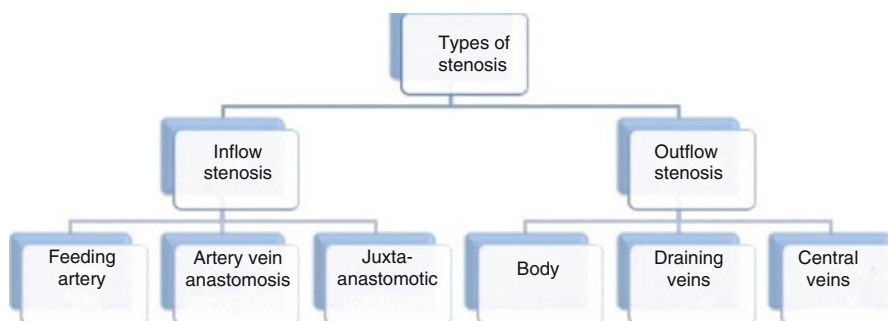 Types of
stenosis
Inflow
stenosis
Outflow
stenosis
Feeding
artery
Artery vein
anastomosis
Juxta-
anastomotic
Body
Draining
veins
Central
veins